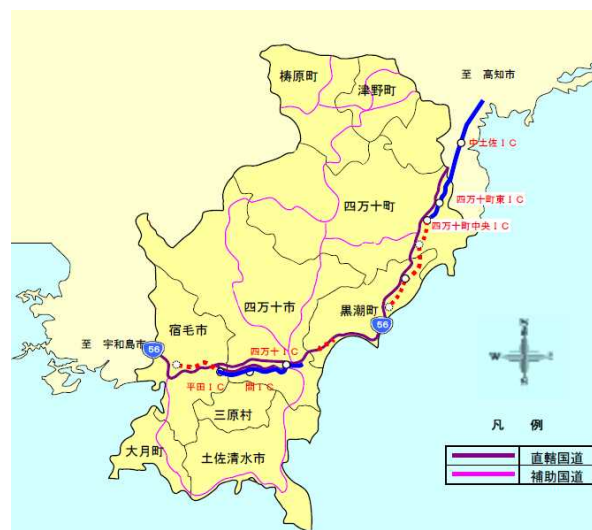 至　高知市
梼原町
津野町
中土佐ＩＣ
四万十町
四万十町東ＩＣ
四万十町中央ＩＣ
四万十市
黒潮町
宿毛市
56
至　宇和島市
56
四万十ＩＣ
平田ＩＣ
間ＩＣ
三原村
大月町
土佐清水市
N
W
E
S
凡　例
直轄国道
補助国道